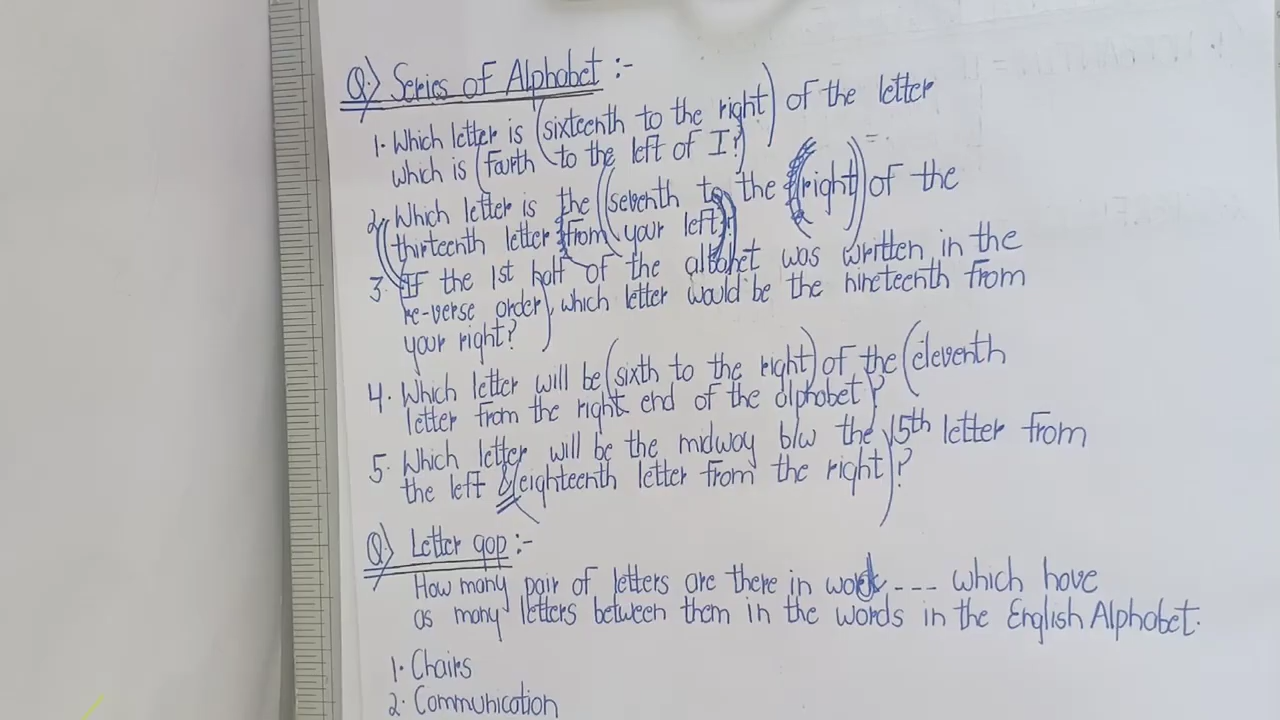 Q.) Series of Alphabet :-
1. Which letter is (sixteenth to the right) of the letter
which is (fourth to the left of I?)
2. Which letter is the (seventh to the (right) of the
(thirteenth letter from your left)?
3. If the 1st half of the alphabet was written in the
re-verse order, which letter would be the nineteenth from
your right?
4. Which letter will be (sixth to the right) of the (eleventh
letter from the right end of the alphabet)?
5. Which letter will be the midway b/w the 15th letter from
the left & (eighteenth letter from the right)?
Q) Letter gap :-
How many pair of letters are there in word --- which have
as many letters between them in the words in the English Alphabet.
1. Chairs
2. Communication